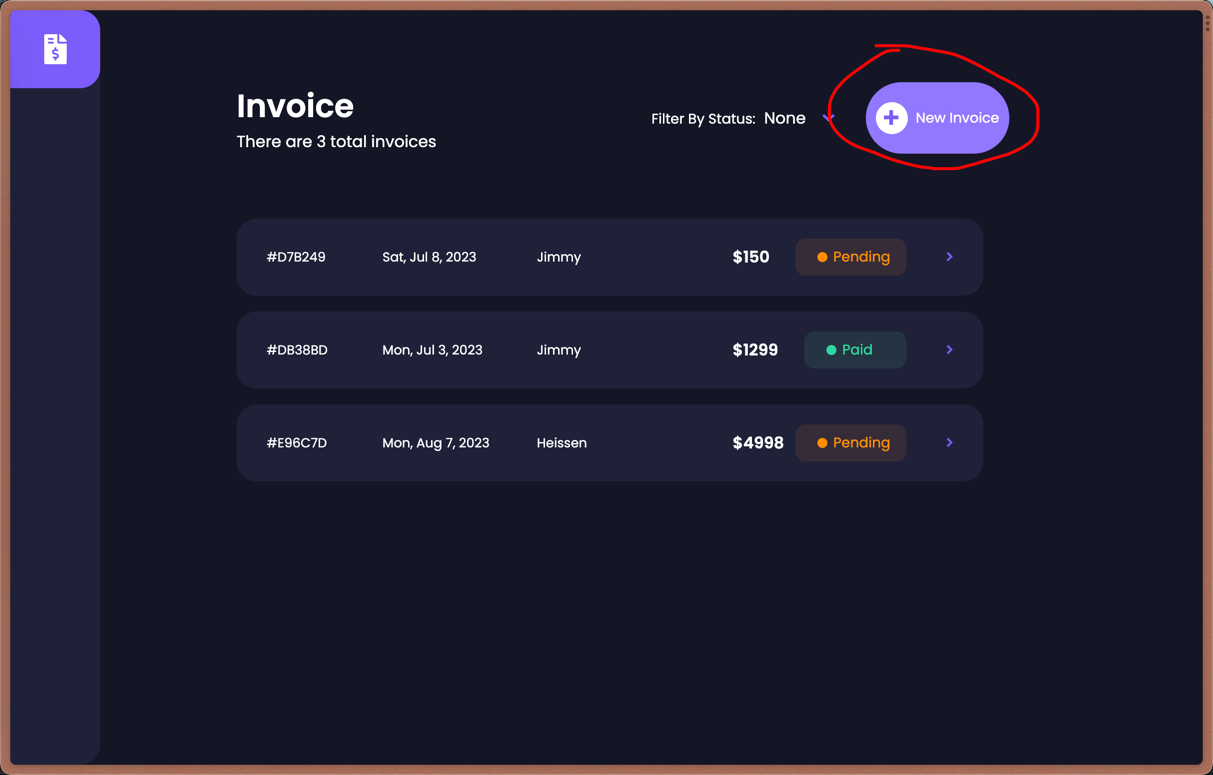 Invoice
There are 3 total invoices
Filter By Status: None
New Invoice
#D7B249 Sat, Jul 8, 2023 Jimmy $150 Pending
#DB38BD Mon, Jul 3, 2023 Jimmy $1299 Paid
#E96C7D Mon, Aug 7, 2023 Heissen $4998 Pending